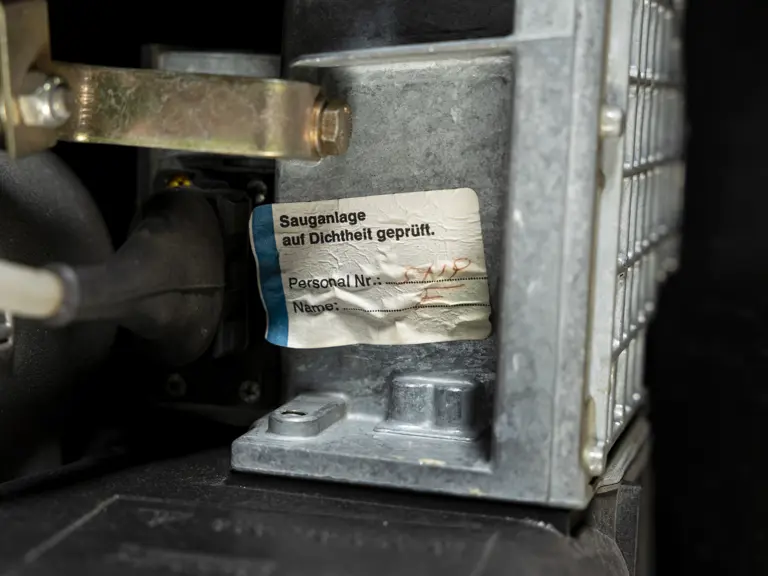 Sauganlage
auf Dichtheit geprüft.
Personal Nr.:
Name: